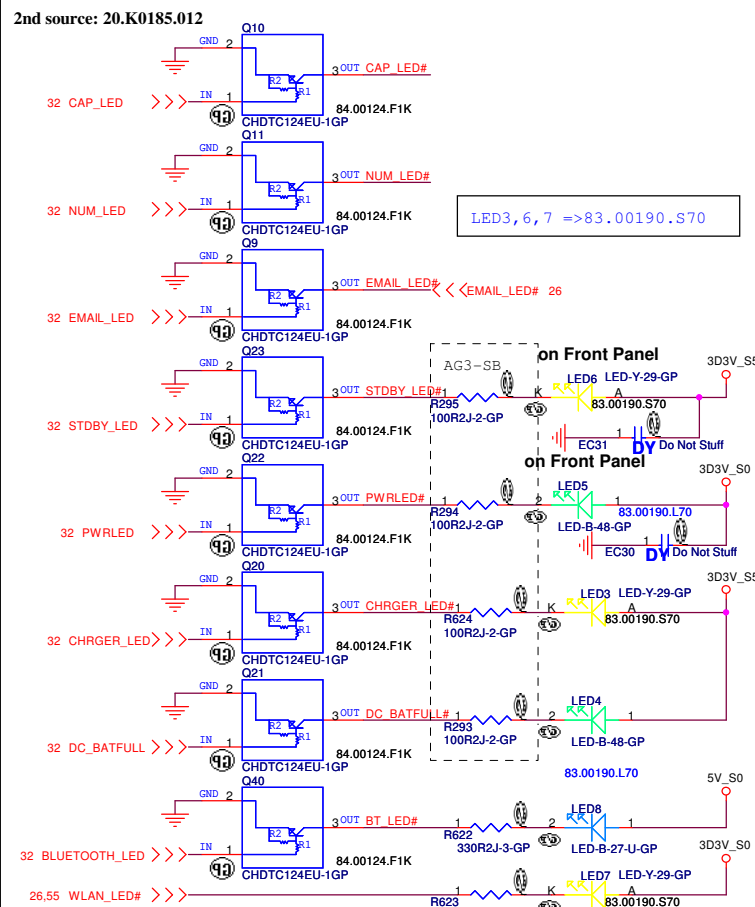 2nd source: 20.K0185.012
Q10
GND 2
3 OUT CAP_LED#
R2
R1
32 CAP_LED
IN 1
84.00124.F1K
CHDTC124EU-1GP
Q11
GND 2
3 OUT NUM_LED#
R2
R1
32 NUM_LED
IN 1
84.00124.F1K
CHDTC124EU-1GP
LED3,6,7 =>83.00190.S70
Q9
GND 2
3 OUT EMAIL_LED#
EMAIL_LED# 26
R2
R1
32 EMAIL_LED
IN 1
84.00124.F1K
CHDTC124EU-1GP
Q23
GND 2
AG3-SB
on Front Panel
3D3V_S5
LED6 LED-Y-29-GP
3 OUT STDBY_LED# 1
K
A
R295
83.00190.S70
100R2J-2-GP
R2
R1
32 STDBY_LED
IN 1
84.00124.F1K
CHDTC124EU-1GP
EC31 1
DY Do Not Stuff
Q22
GND 2
on Front Panel
3D3V_S0
LED5
3 OUT PWRLED# 1
2
1
R294
83.00190.L70
100R2J-2-GP
LED-B-48-GP
R2
R1
32 PWRLED
IN 1
84.00124.F1K
CHDTC124EU-1GP
EC30 1
DY Do Not Stuff
Q20
GND 2
3D3V_S5
LED3 LED-Y-29-GP
3 OUT CHRGER_LED# 1
K
A
R624
83.00190.S70
100R2J-2-GP
R2
R1
32 CHRGER_LED
IN 1
84.00124.F1K
CHDTC124EU-1GP
Q21
GND 2
LED4
3 OUT DC_BATFULL# 1
2
1
R293
100R2J-2-GP
LED-B-48-GP
R2
R1
32 DC_BATFULL
IN 1
84.00124.F1K
CHDTC124EU-1GP
83.00190.L70
Q40
GND 2
5V_S0
LED8
3 OUT BT_LED# 1
2
1
R622
330R2J-3-GP
LED-B-27-U-GP
R2
R1
32 BLUETOOTH_LED
IN 1
84.00124.F1K
CHDTC124EU-1GP
3D3V_S0
LED7 LED-Y-29-GP
26,55 WLAN_LED#
1
K
A
R623
83.00190.S70